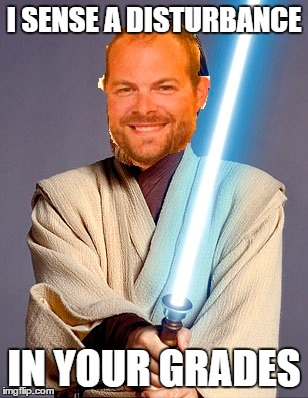 I SENSE A DISTURBANCE
IN YOUR GRADES
imgflip.com